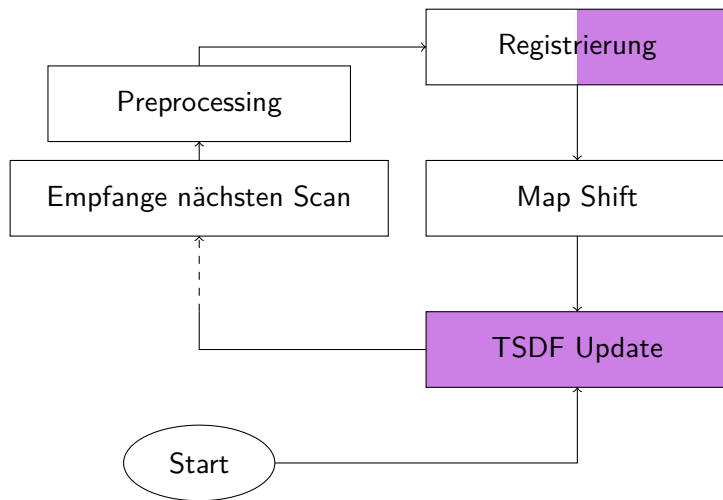 Registrierung
Preprocessing
Empfange nächsten Scan
Map Shift
TSDF Update
Start